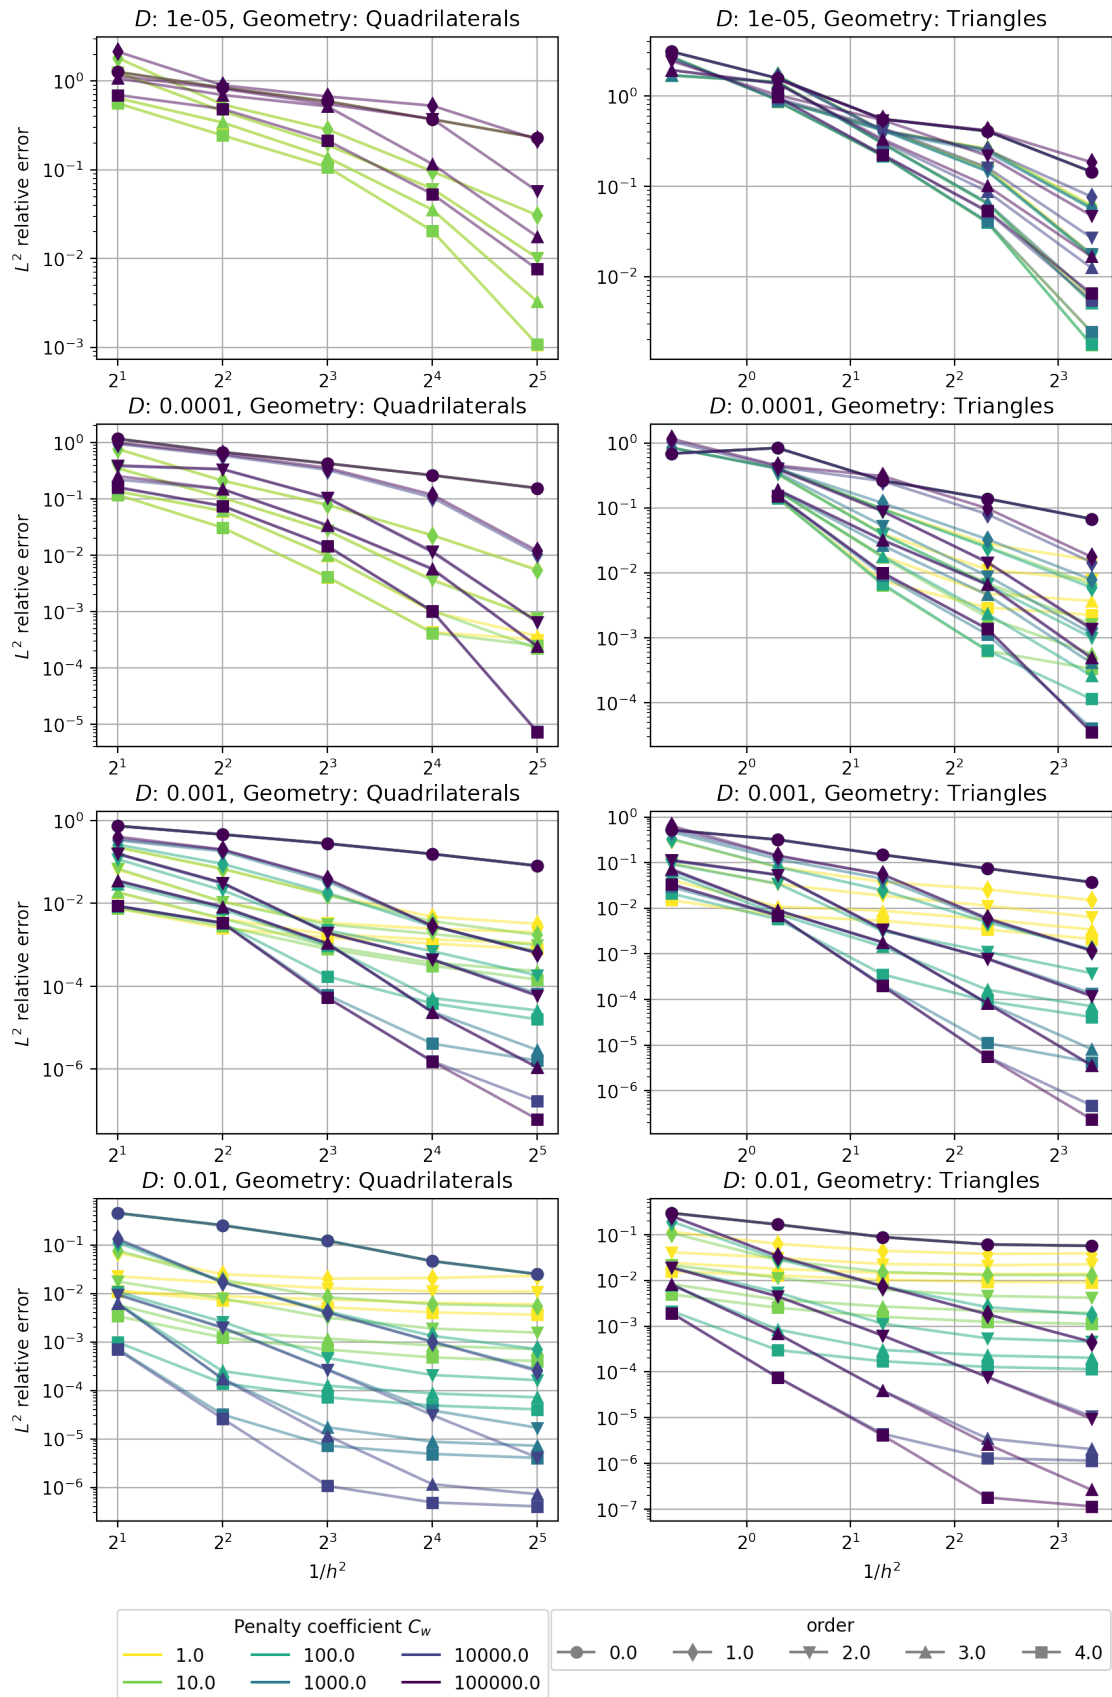 D: 1e-05, Geometry: Quadrilaterals
D: 1e-05, Geometry: Triangles
L² relative error
10⁰
10⁻¹
10⁻²
10⁻³
2¹ 2² 2³ 2⁴ 2⁵
10⁰
10⁻¹
10⁻²
2⁰ 2¹ 2² 2³
D: 0.0001, Geometry: Quadrilaterals
D: 0.0001, Geometry: Triangles
L² relative error
10⁰
10⁻¹
10⁻²
10⁻³
10⁻⁴
10⁻⁵
2¹ 2² 2³ 2⁴ 2⁵
10⁰
10⁻¹
10⁻²
10⁻³
10⁻⁴
2⁰ 2¹ 2² 2³
D: 0.001, Geometry: Quadrilaterals
D: 0.001, Geometry: Triangles
L² relative error
10⁰
10⁻²
10⁻⁴
10⁻⁶
2¹ 2² 2³ 2⁴ 2⁵
10⁰
10⁻¹
10⁻²
10⁻³
10⁻⁴
10⁻⁵
10⁻⁶
2⁰ 2¹ 2² 2³
D: 0.01, Geometry: Quadrilaterals
D: 0.01, Geometry: Triangles
L² relative error
10⁻¹
10⁻²
10⁻³
10⁻⁴
10⁻⁵
10⁻⁶
2¹ 2² 2³ 2⁴ 2⁵
1/h²
10⁻¹
10⁻²
10⁻³
10⁻⁴
10⁻⁵
10⁻⁶
10⁻⁷
2⁰ 2¹ 2² 2³
1/h²
Penalty coefficient C_w
1.0 100.0 10000.0
10.0 1000.0 100000.0
order
0.0 1.0 2.0 3.0 4.0